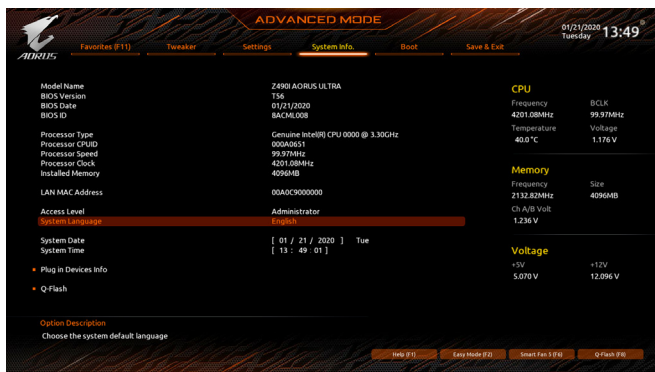 ADVANCED MODE
01/21/2020 13:49
Tuesday
AORUS
Favorites (F11) Tweaker Settings System Info. Boot Save & Exit
Model Name Z490I AORUS ULTRA
BIOS Version T56
BIOS Date 01/21/2020
BIOS ID 8ACML008
Processor Type Genuine Intel(R) CPU 0000 @ 3.30GHz
Processor CPUID 000A0651
Processor Speed 99.97MHz
Processor Clock 4201.08MHz
Installed Memory 4096MB
LAN MAC Address 00A0C9000000
Access Level Administrator
System Language English
System Date [ 01 / 21 / 2020 ] Tue
System Time [ 13 : 49 : 01 ]
Plug in Devices Info
Q-Flash
CPU
Frequency BCLK
4201.08MHz 99.97MHz
Temperature Voltage
40.0 °C 1.176 V
Memory
Frequency Size
2132.82MHz 4096MB
Ch A/B Volt
1.236 V
Voltage
+5V +12V
5.070 V 12.096 V
Option Description
Choose the system default language
Help (F1) Easy Mode (F2) Smart Fan 5 (F6) Q-Flash (F8)